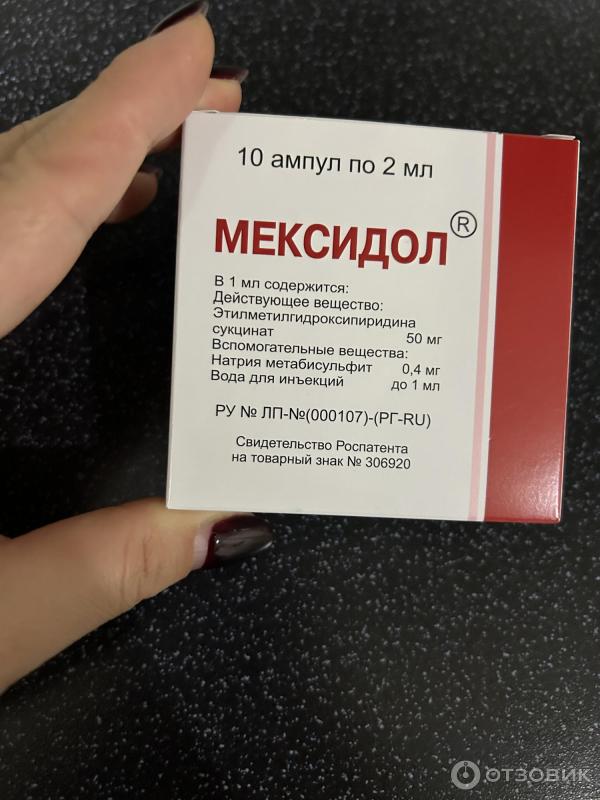 10 ампул по 2 мл
МЕКСИДОЛ®
В 1 мл содержится:
Действующее вещество:
Этилметилгидроксипиридина
сукцинат 50 мг
Вспомогательные вещества:
Натрия метабисульфит 0,4 мг
Вода для инъекций до 1 мл
РУ № ЛП-№(000107)-(РГ-RU)
Свидетельство Роспатента
на товарный знак № 306920
ОТЗОВИК